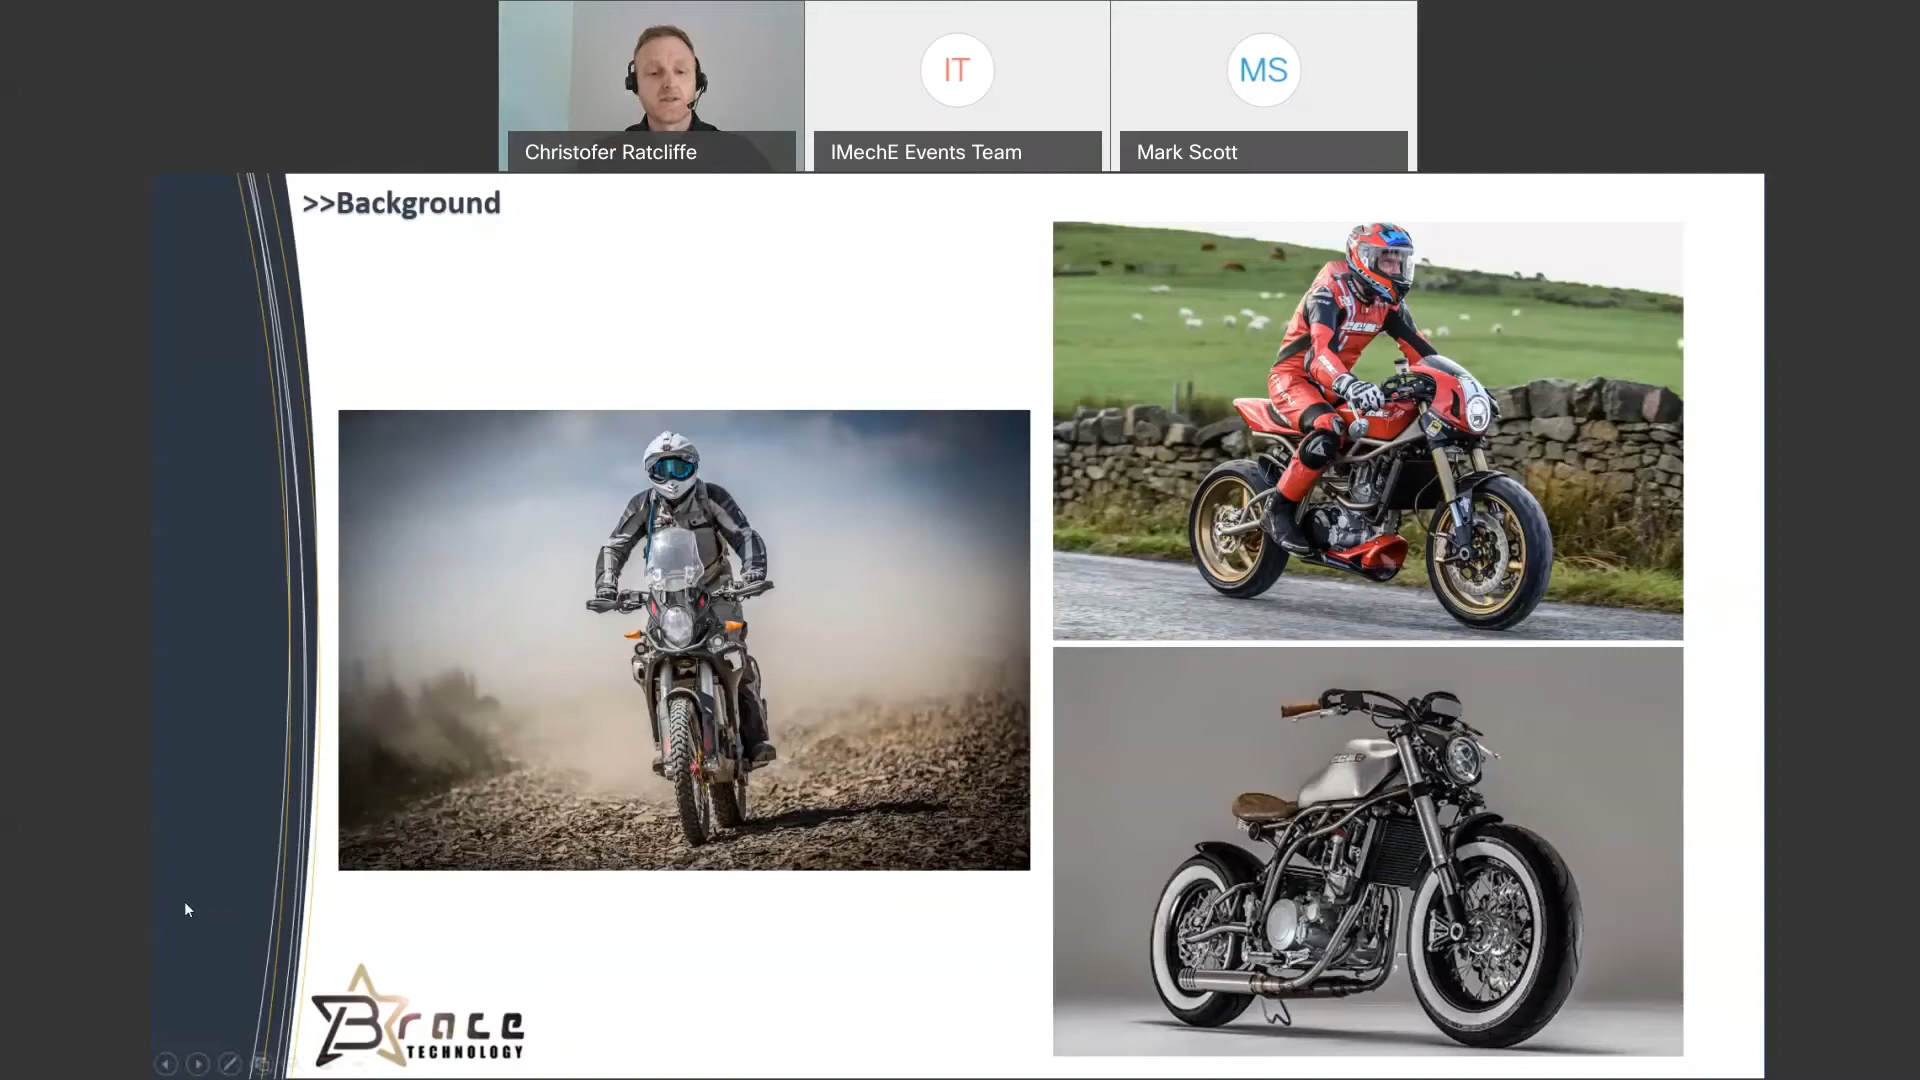 IT
MS
Christofer Ratcliffe
IMechE Events Team
Mark Scott
>>Background
Brace
TECHNOLOGY